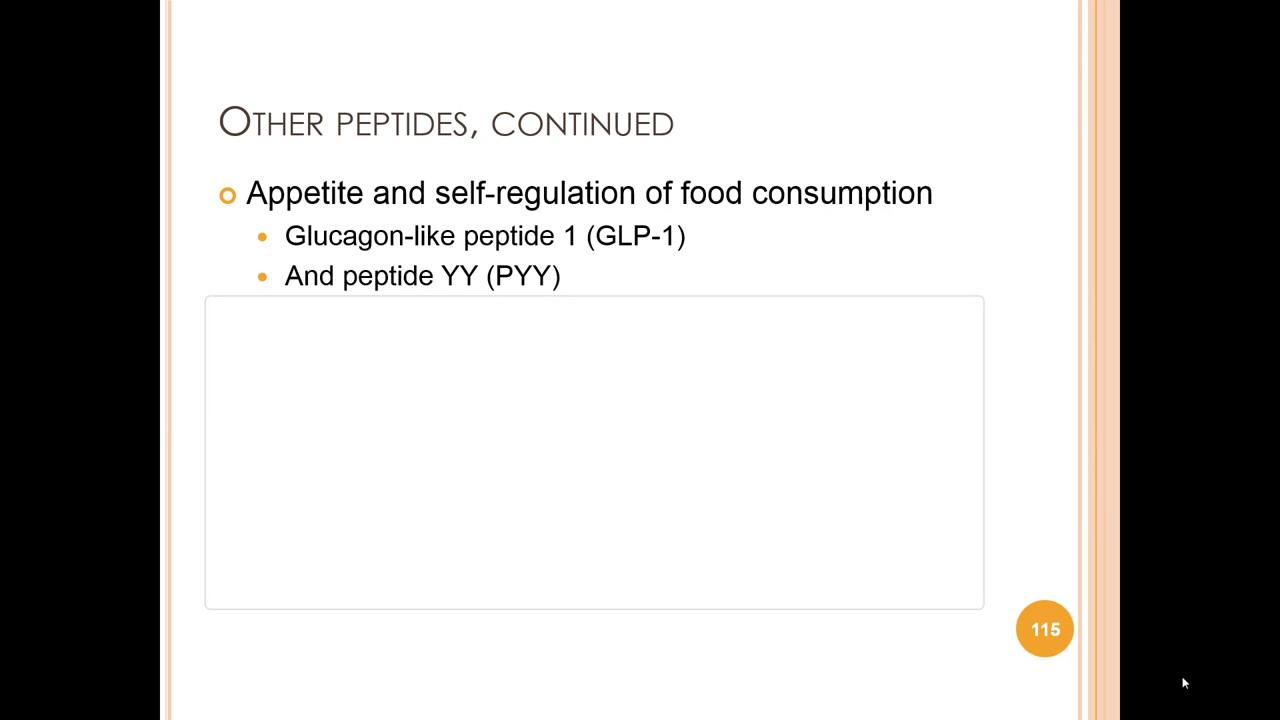 Other peptides, continued
Appetite and self-regulation of food consumption
Glucagon-like peptide 1 (GLP-1)
And peptide YY (PYY)
115